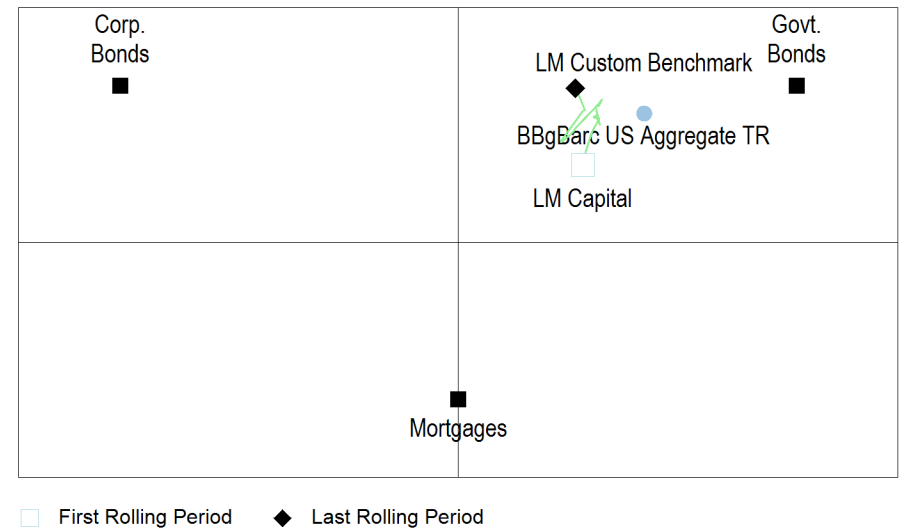 Corp.
Bonds
Govt.
Bonds
LM Custom Benchmark
BBgBarc US Aggregate TR
LM Capital
Mortgages
First Rolling Period
Last Rolling Period